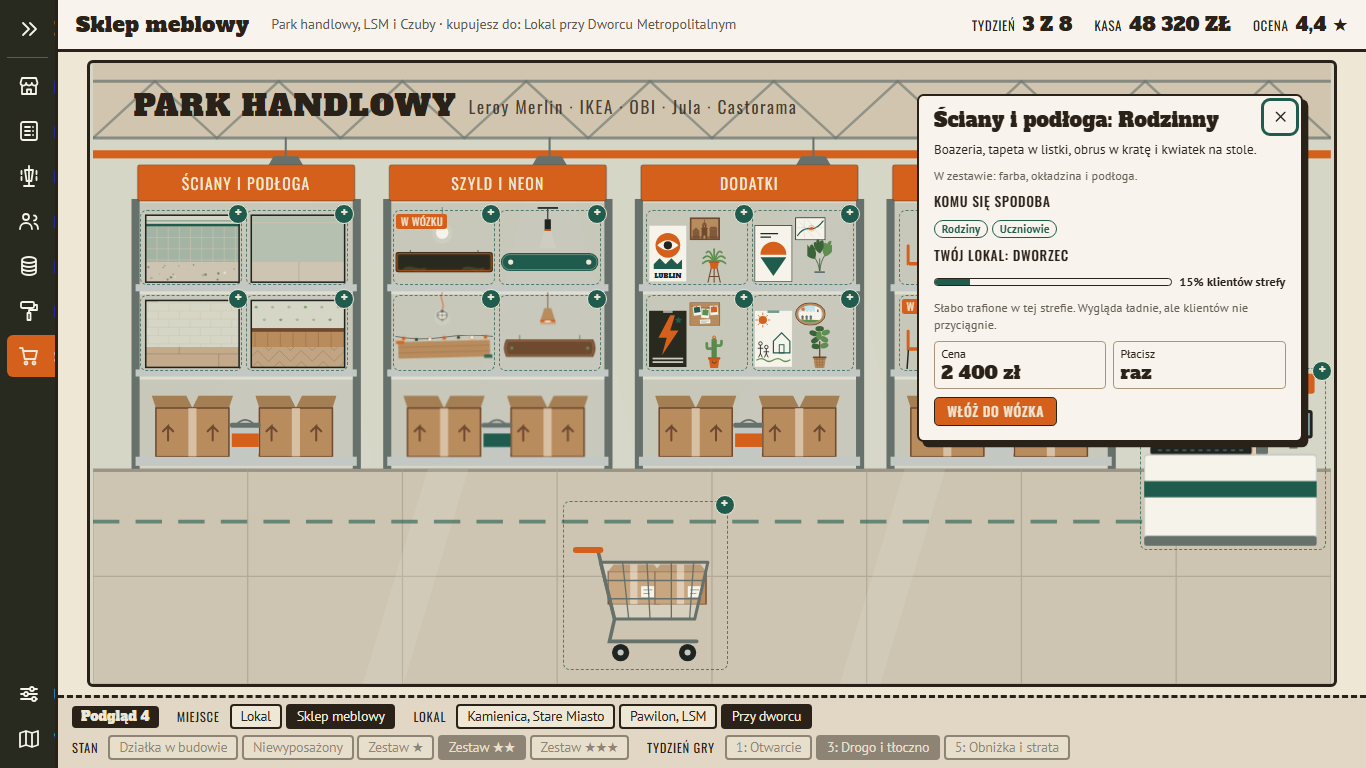 Sklep meblowy
Park handlowy, LSM i Czuby · kupujesz do: Lokal przy Dworcu Metropolitalnym
TYDZIEŃ 3 Z 8 KASA 48 320 ZŁ OCENA 4,4 ★
PARK HANDLOWY Leroy Merlin · IKEA · OBI · Jula · Castorama
ŚCIANY I PODŁOGA
SZYLD I NEON
DODATKI
W WÓZKU
LUBLIN
W
Ściany i podłoga: Rodzinny
Boazeria, tapeta w listki, obrus w kratę i kwiatek na stole.
W zestawie: farba, okładzina i podłoga.
KOMU SIĘ SPODOBA
Rodziny Uczniowie
TWÓJ LOKAL: DWORZEC
15% klientów strefy
Słabo trafione w tej strefie. Wygląda ładnie, ale klientów nie
przyciągnie.
Cena
2 400 zł
Płacisz
raz
WŁÓŻ DO WÓZKA
Podgląd 4 MIEJSCE Lokal Sklep meblowy LOKAL Kamienica, Stare Miasto Pawilon, LSM Przy dworcu
STAN Działka w budowie Niewyposażony Zestaw ★ Zestaw ★★ Zestaw ★★★ TYDZIEŃ GRY 1: Otwarcie 3: Drogo i tłoczno 5: Obniżka i strata